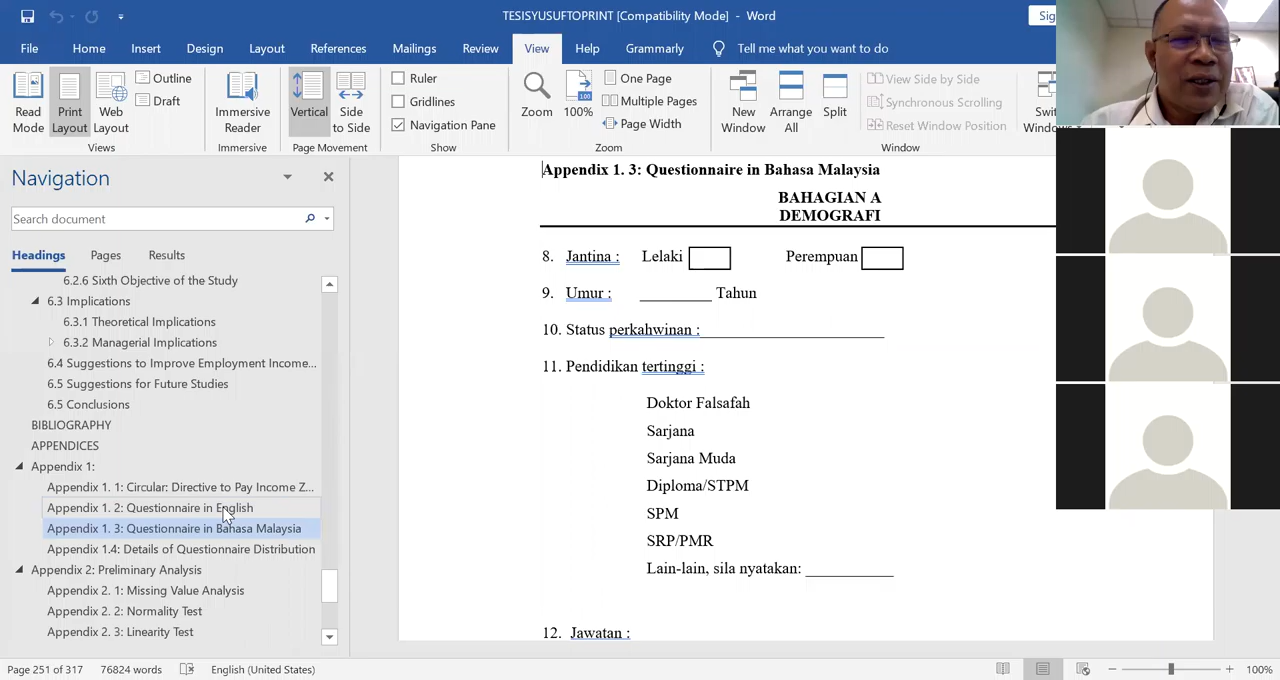 TESISYUSUFTOPRINT [Compatibility Mode] - Word
Sig
File Home Insert Design Layout References Mailings Review View Help Grammarly Tell me what you want to do
Read Mode
Print Layout
Web Layout
Outline
Draft
Views
Immersive Reader
Immersive
Vertical
Side to Side
Page Movement
Ruler
Gridlines
Navigation Pane
Show
Zoom
100
100%
One Page
Multiple Pages
Page Width
Zoom
New Window
Arrange All
Split
View Side by Side
Synchronous Scrolling
Reset Window Position
Window
Navigation
Search document
Headings Pages Results
6.2.6 Sixth Objective of the Study
6.3 Implications
6.3.1 Theoretical Implications
6.3.2 Managerial Implications
6.4 Suggestions to Improve Employment Income...
6.5 Suggestions for Future Studies
6.5 Conclusions
BIBLIOGRAPHY
APPENDICES
Appendix 1:
Appendix 1. 1: Circular: Directive to Pay Income Z...
Appendix 1. 2: Questionnaire in English
Appendix 1. 3: Questionnaire in Bahasa Malaysia
Appendix 1.4: Details of Questionnaire Distribution
Appendix 2: Preliminary Analysis
Appendix 2. 1: Missing Value Analysis
Appendix 2. 2: Normality Test
Appendix 2. 3: Linearity Test
Appendix 1. 3: Questionnaire in Bahasa Malaysia
BAHAGIAN A
DEMOGRAFI
8. Jantina : Lelaki Perempuan
9. Umur : ________ Tahun
10. Status perkahwinan :____________________
11. Pendidikan tertinggi :
Doktor Falsafah
Sarjana
Sarjana Muda
Diploma/STPM
SPM
SRP/PMR
Lain-lain, sila nyatakan: __________
12. Jawatan :
Page 251 of 317 76824 words English (United States) 100%